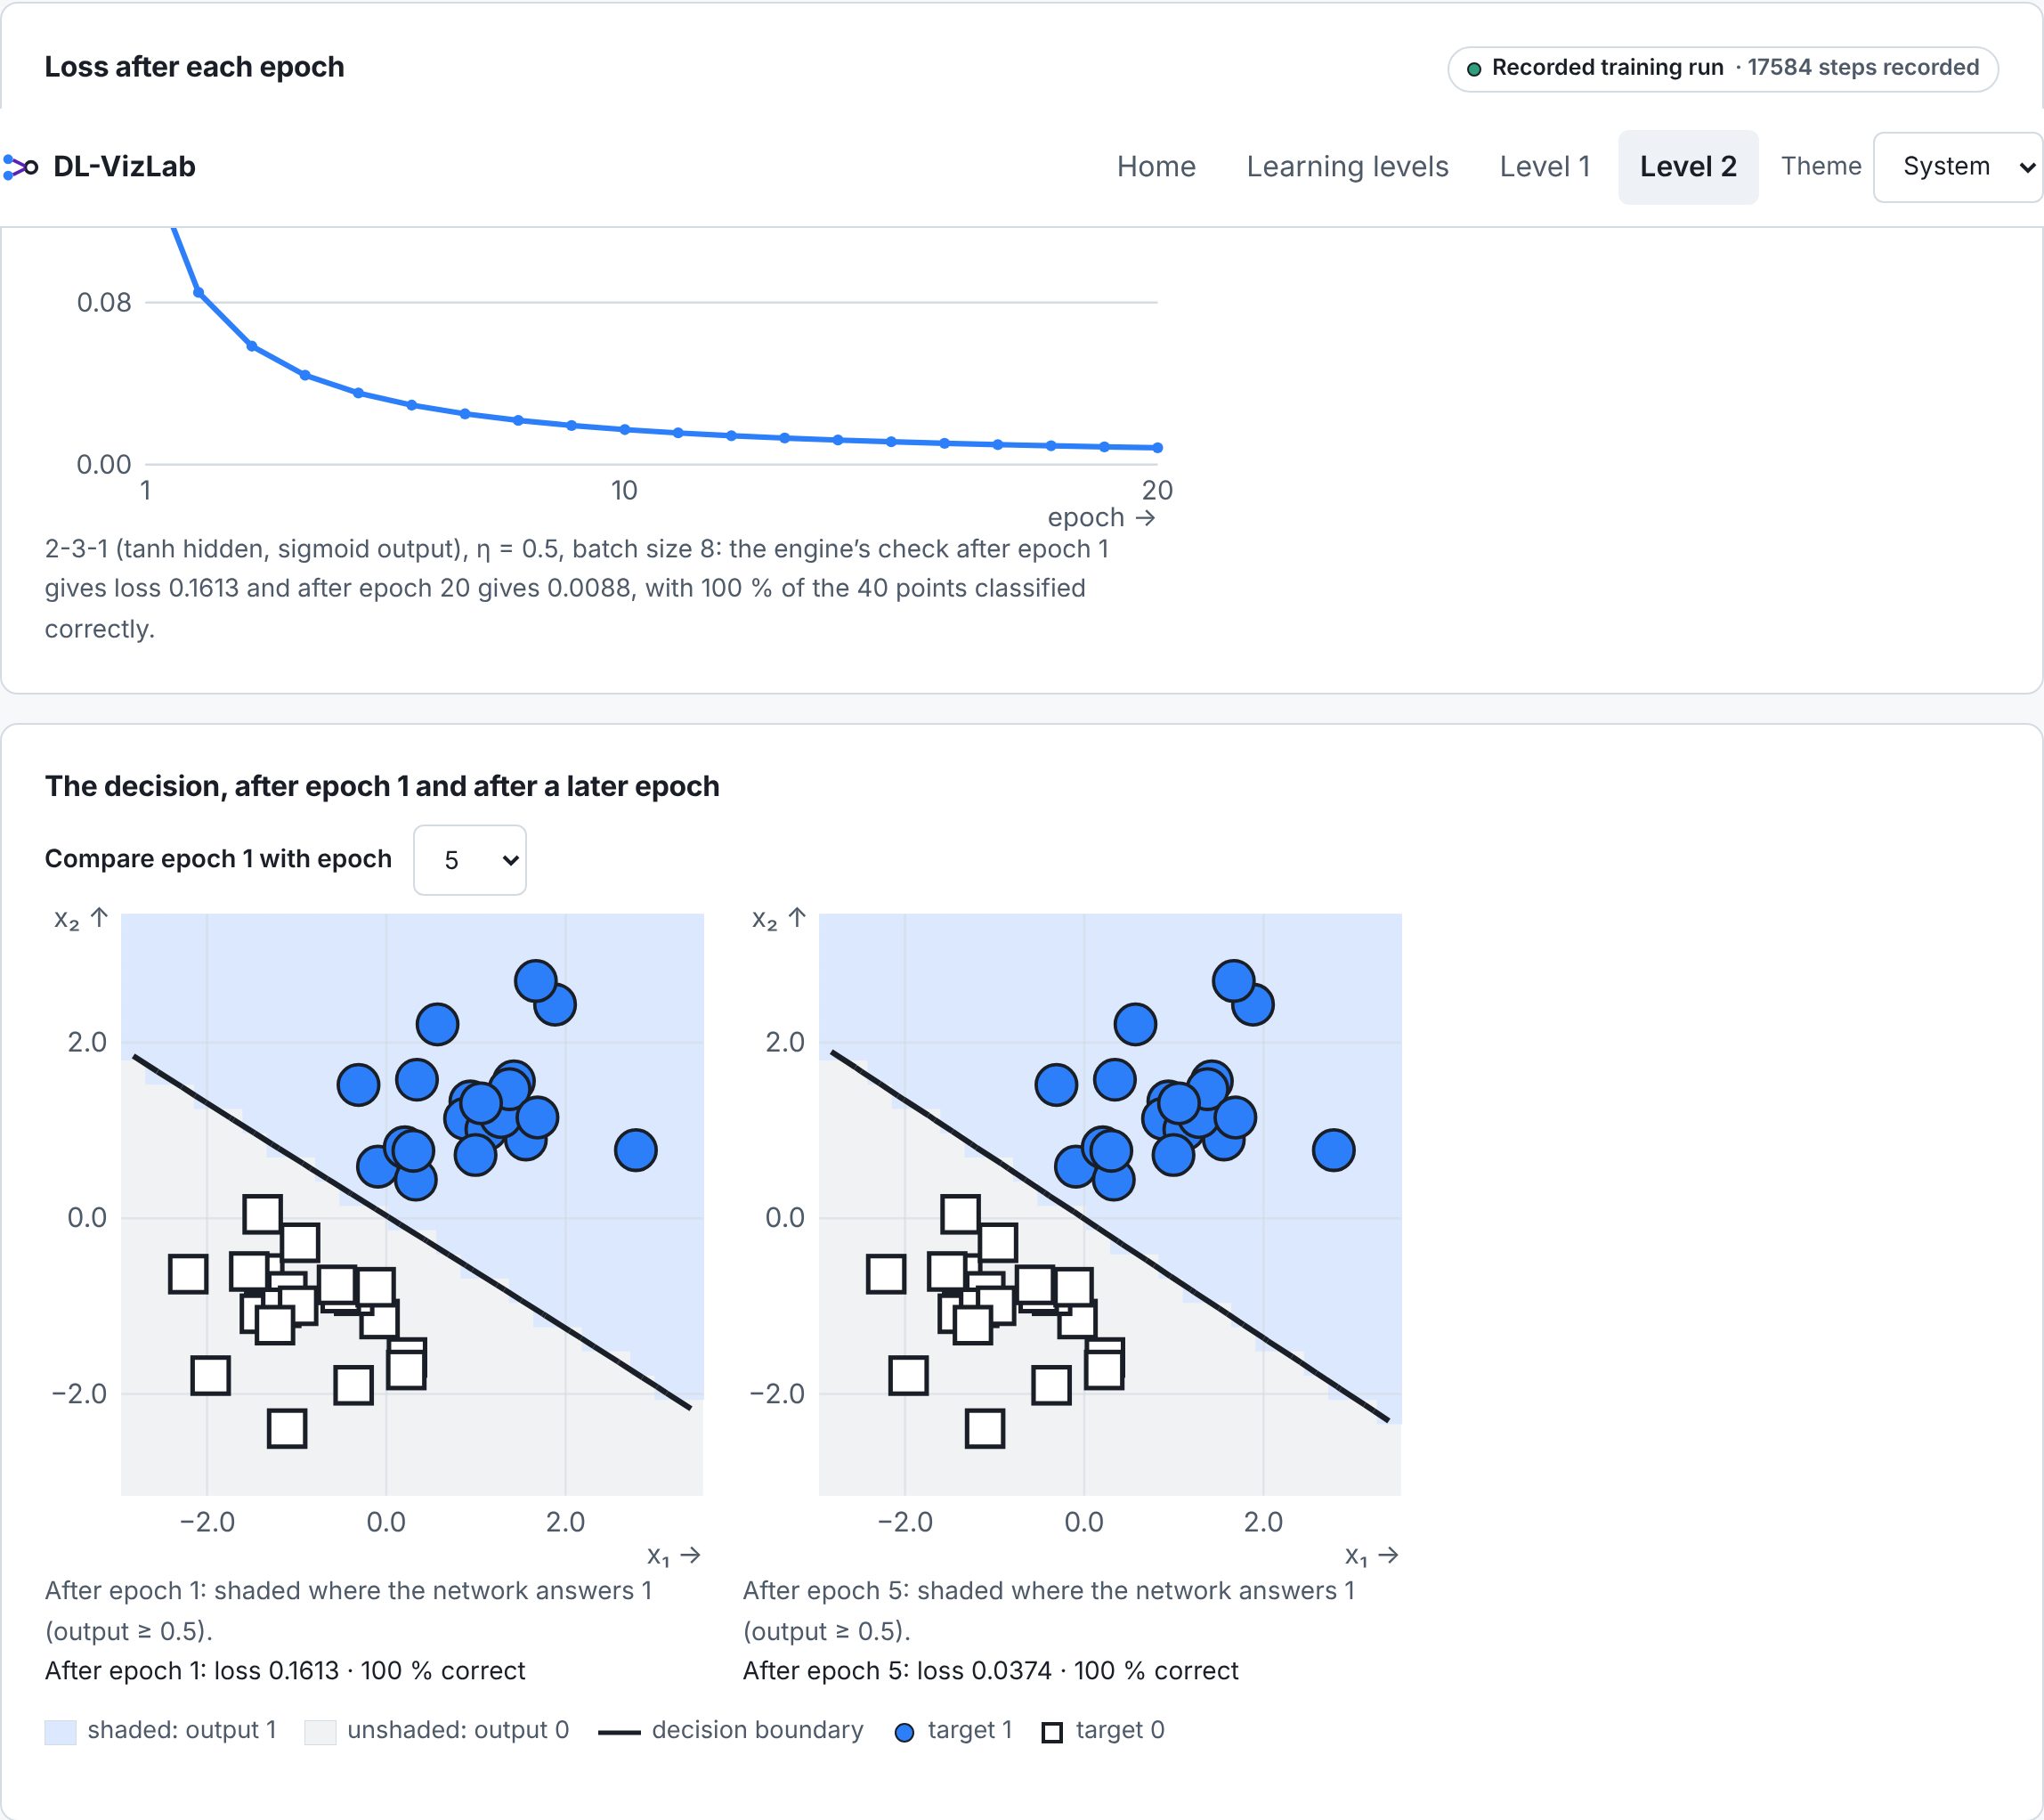 Loss after each epoch
Recorded training run · 17584 steps recorded
DL-VizLab
Home
Learning levels
Level 1
Level 2
Theme
System
0.08
0.00
1
10
20
epoch →
2-3-1 (tanh hidden, sigmoid output), η = 0.5, batch size 8: the engine’s check after epoch 1
gives loss 0.1613 and after epoch 20 gives 0.0088, with 100 % of the 40 points classified
correctly.
The decision, after epoch 1 and after a later epoch
Compare epoch 1 with epoch
5
x₂ ↑
2.0
0.0
−2.0
−2.0
0.0
2.0
x₁ →
After epoch 1: shaded where the network answers 1
(output ≥ 0.5).
After epoch 1: loss 0.1613 · 100 % correct
x₂ ↑
2.0
0.0
−2.0
−2.0
0.0
2.0
x₁ →
After epoch 5: shaded where the network answers 1
(output ≥ 0.5).
After epoch 5: loss 0.0374 · 100 % correct
shaded: output 1
unshaded: output 0
decision boundary
target 1
target 0